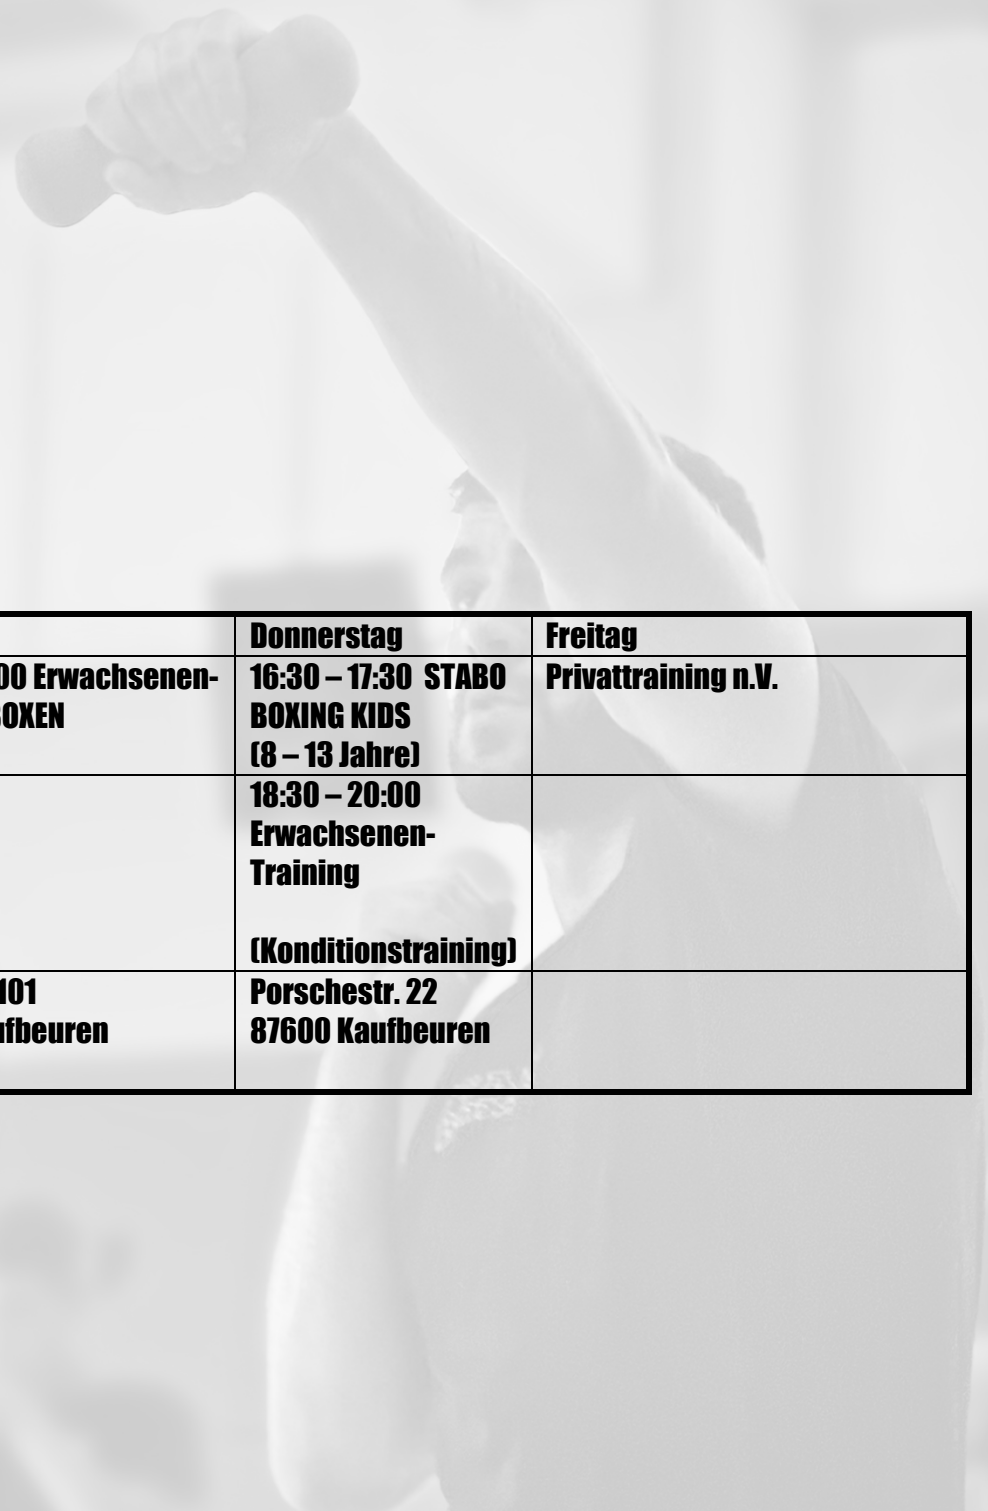 Donnerstag
Freitag
00 Erwachsenen-
BOXEN
16:30 – 17:30 STABO
BOXING KIDS
(8 – 13 Jahre)
Privattraining n.V.
18:30 – 20:00
Erwachsenen-
Training
(Konditionstraining)
101
ufbeuren
Porschestr. 22
87600 Kaufbeuren